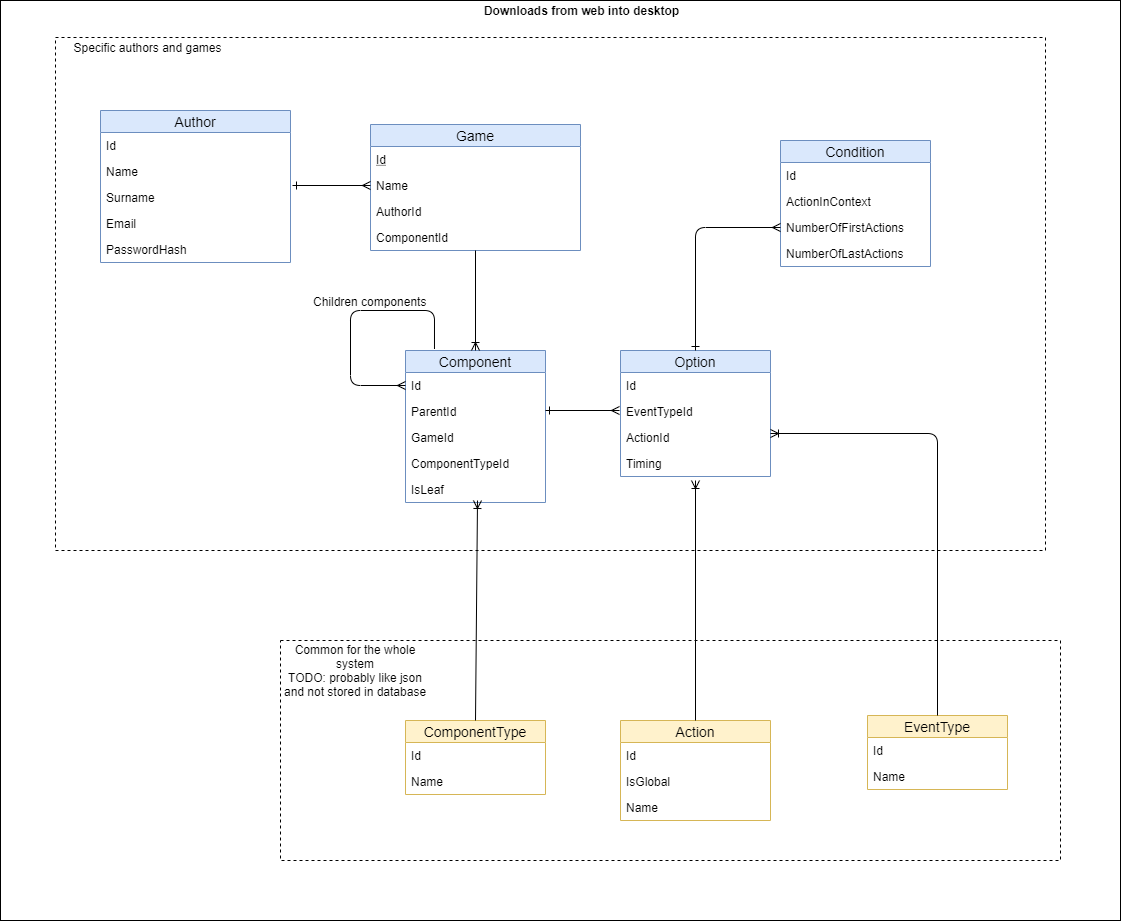 Downloads from web into desktop
Specific authors and games
Author
Id
Name
Surname
Email
PasswordHash
Game
Id
Name
AuthorId
ComponentId
Condition
Id
ActionInContext
NumberOfFirstActions
NumberOfLastActions
Children components
Component
Id
ParentId
GameId
ComponentTypeId
IsLeaf
Option
Id
EventTypeId
ActionId
Timing
Common for the whole
system
TODO: probably like json
and not stored in database
ComponentType
Id
Name
Action
Id
IsGlobal
Name
EventType
Id
Name